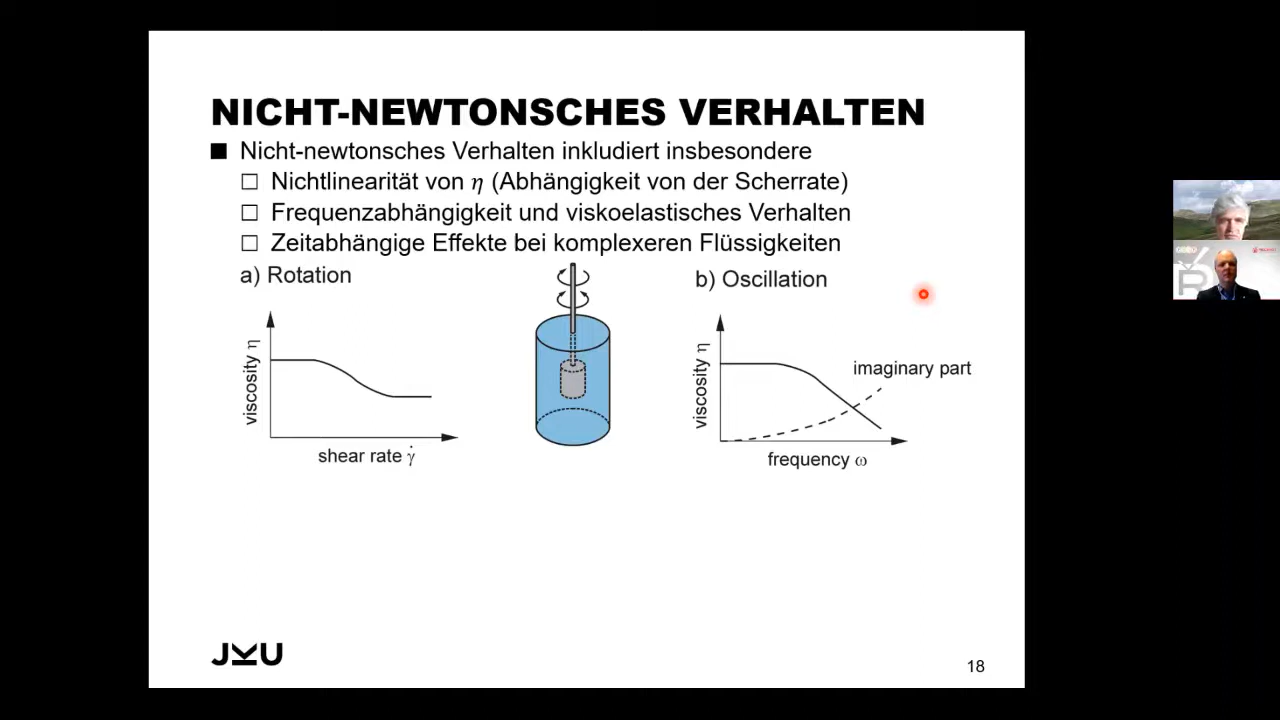 NICHT-NEWTONSCHES VERHALTEN
Nicht-newtonsches Verhalten inkludiert insbesondere
Nichtlinearität von η (Abhängigkeit von der Scherrate)
Frequenzabhängigkeit und viskoelastisches Verhalten
Zeitabhängige Effekte bei komplexeren Flüssigkeiten
a) Rotation
viscosity η
shear rate γ̇
b) Oscillation
viscosity η
imaginary part
frequency ω
JKU
18